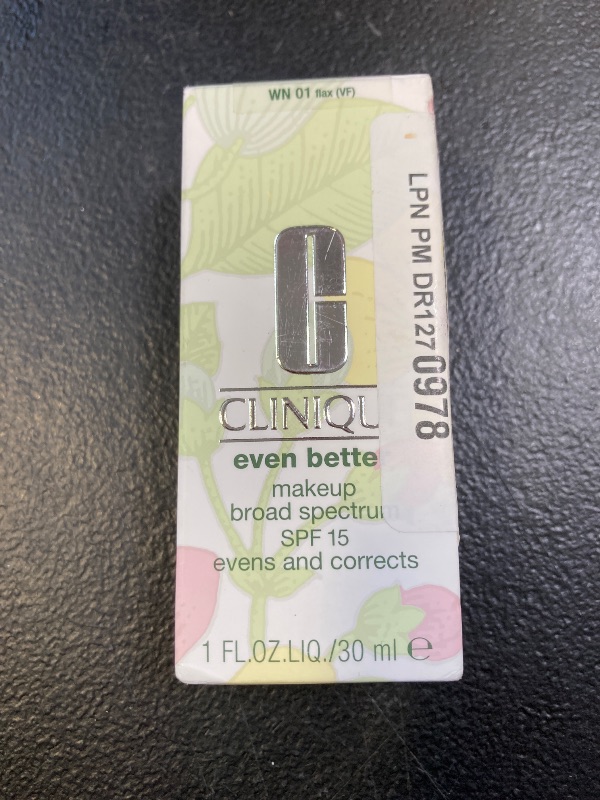 WN 01 flax (VF)
CLINIQU
even bette
makeup
broad spectrum
SPF 15
evens and corrects
1 FL.OZ.LIQ./30 ml ℮
LPN PM DR1270978